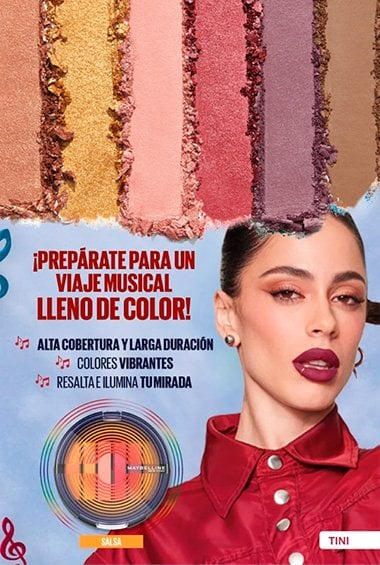 ¡PREPÁRATE PARA UN
VIAJE MUSICAL
LLENO DE COLOR!
ALTA COBERTURA Y LARGA DURACIÓN
COLORES VIBRANTES
RESALTA E ILUMINA TU MIRADA
MAYBELLINE
SALSA
TINI